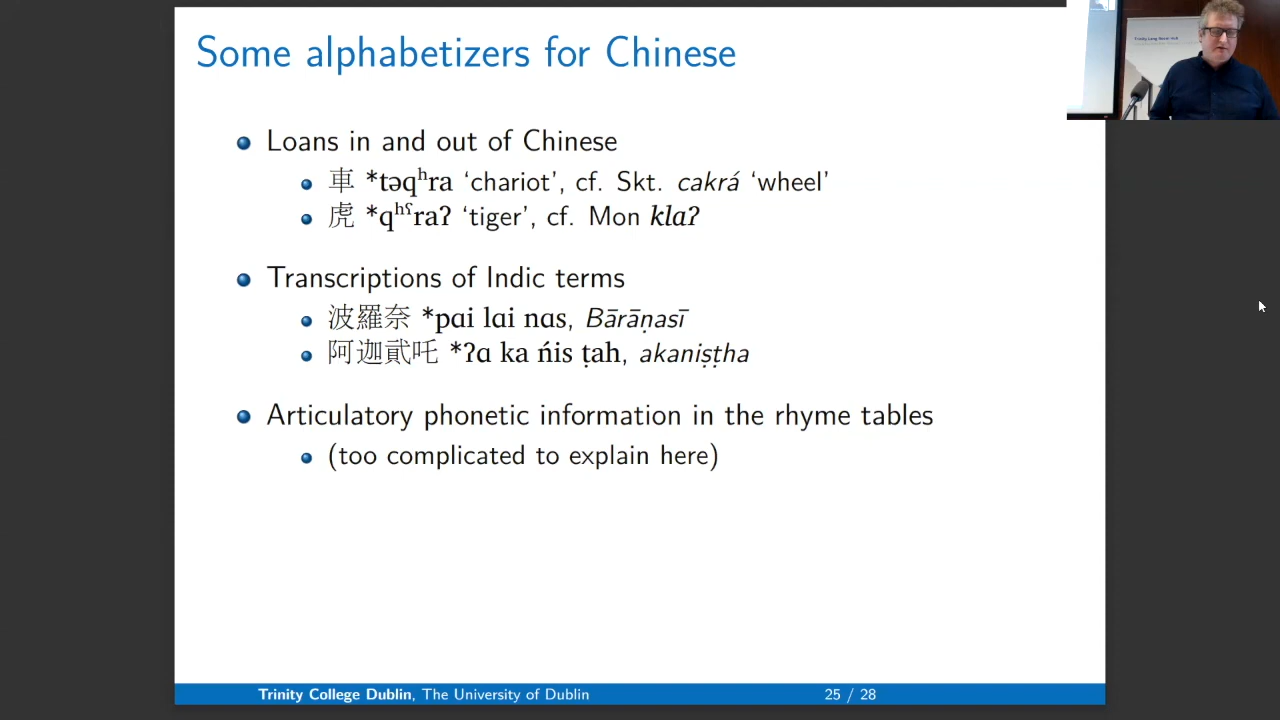 Some alphabetizers for Chinese
Loans in and out of Chinese
車 *təqʰra ‘chariot’, cf. Skt. cakrá ‘wheel’
虎 *qʰˤraʔ ‘tiger’, cf. Mon klaʔ
Transcriptions of Indic terms
波羅奈 *pɑi lɑi nɑs, Bārāṇasī
阿迦貳吒 *ʔɑ ka ńis ṭah, akaniṣṭha
Articulatory phonetic information in the rhyme tables
(too complicated to explain here)
Trinity College Dublin, The University of Dublin 25 / 28